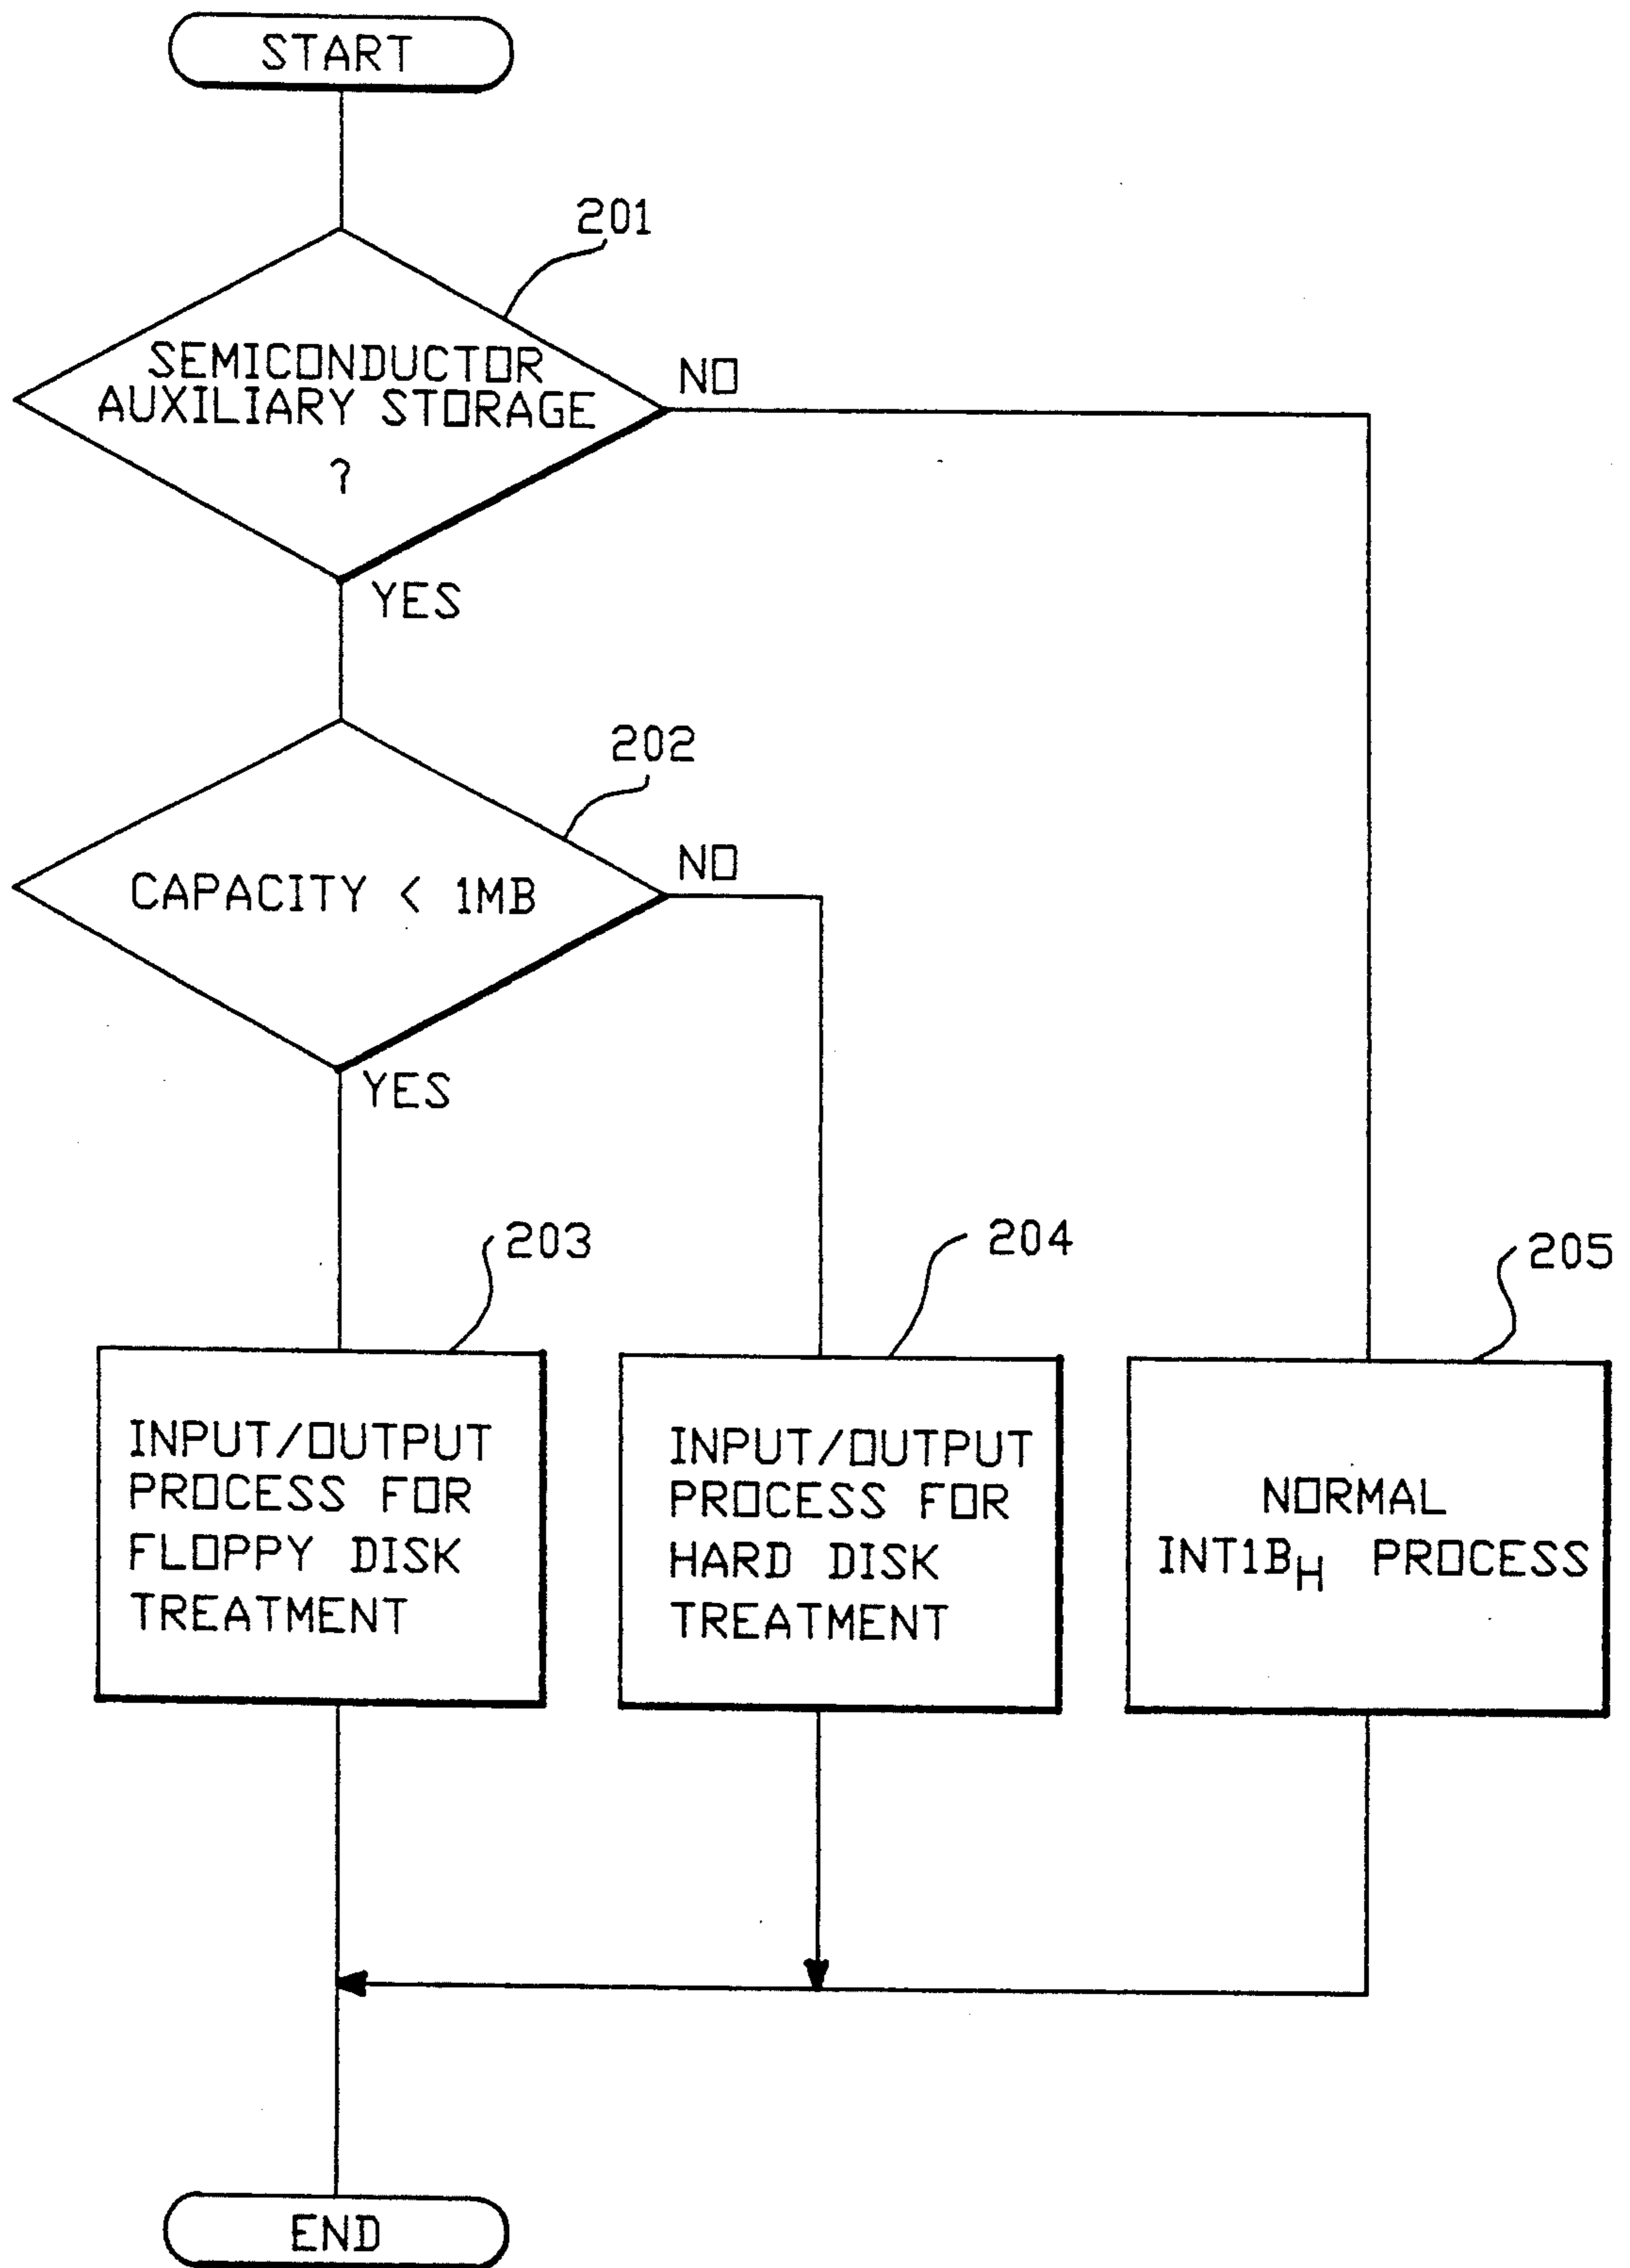 START
201
SEMICONDUCTOR
AUXILIARY STORAGE
?
NO
YES
202
CAPACITY < 1MB
NO
YES
203
204
205
INPUT/OUTPUT
PROCESS FOR
FLOPPY DISK
TREATMENT
INPUT/OUTPUT
PROCESS FOR
HARD DISK
TREATMENT
NORMAL
INT1BH PROCESS
END